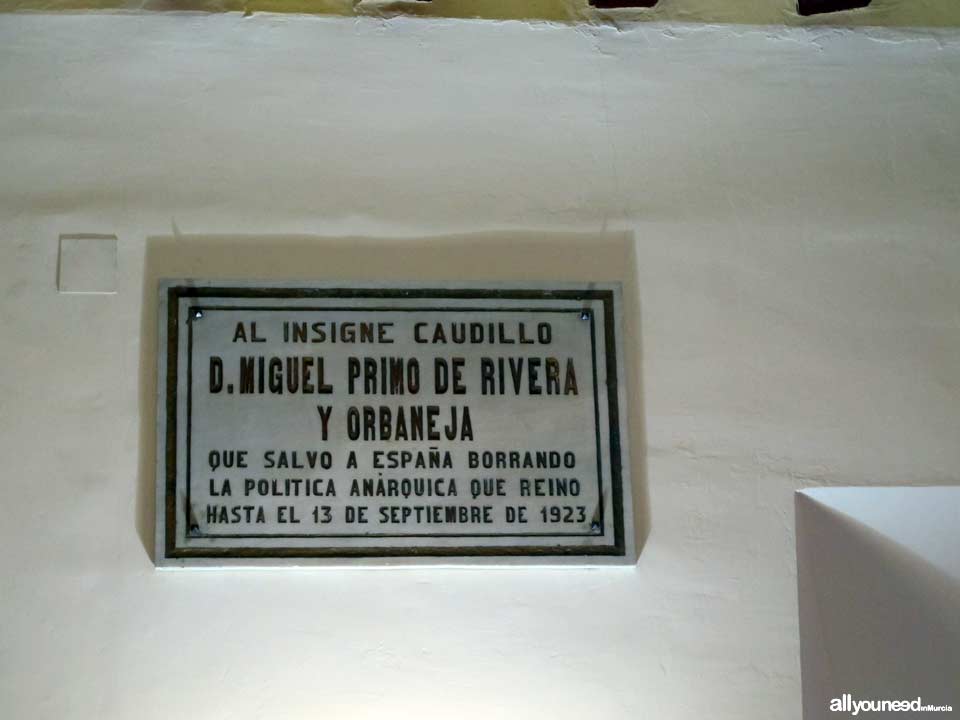 AL INSIGNE CAUDILLO
D. MIGUEL PRIMO DE RIVERA
Y ORBANEJA
QUE SALVO A ESPAÑA BORRANDO
LA POLITICA ANÁRQUICA QUE REINO
HASTA EL 13 DE SEPTIEMBRE DE 1923
allyouneedinMurcia